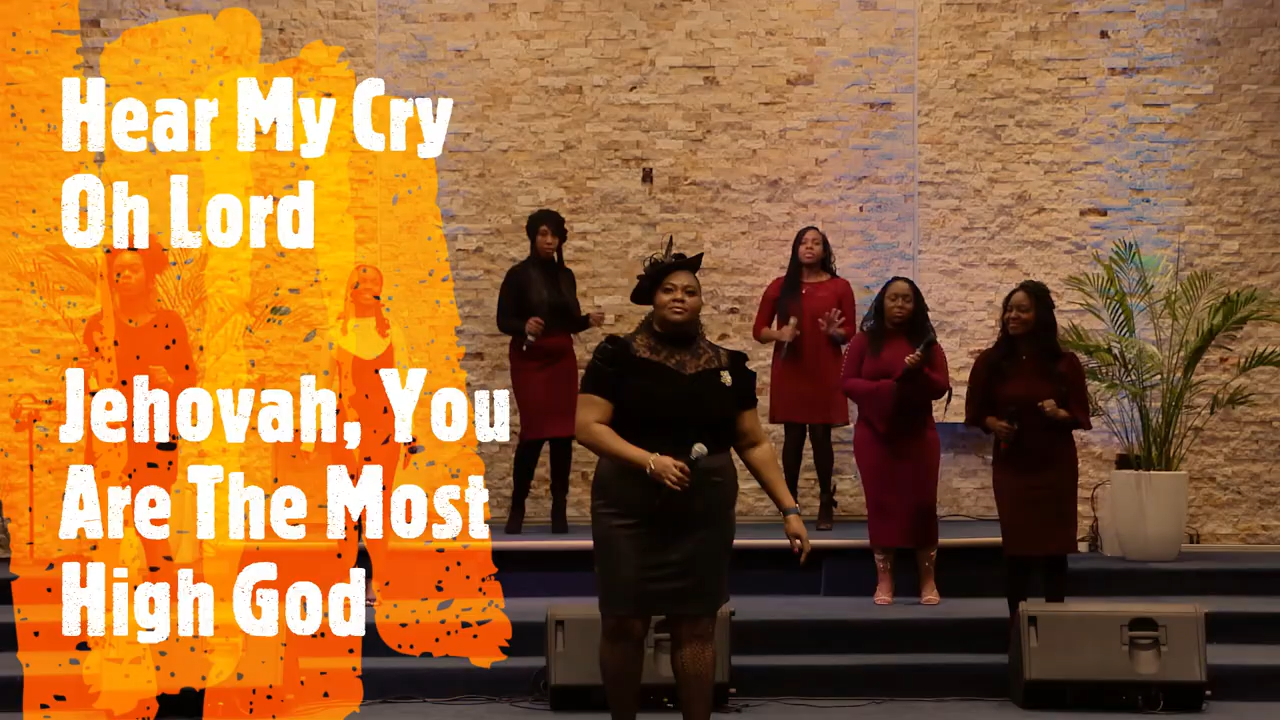 Hear My Cry
Oh Lord
Jehovah, You
Are The Most
High God